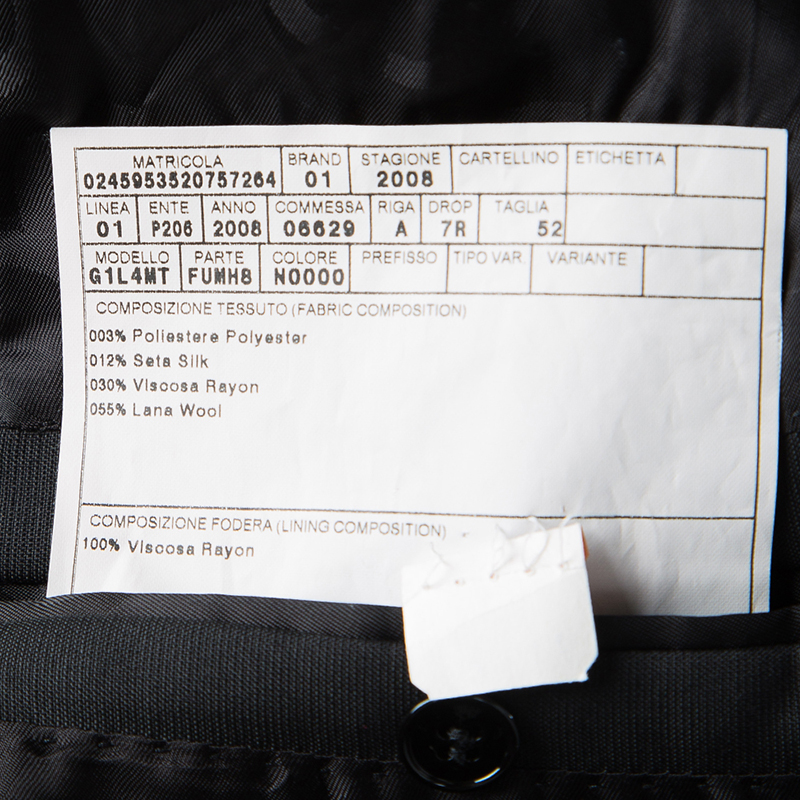 MATRICOLA BRAND STAGIONE CARTELLINO ETICHETTA
0245953520757264 01 2008
LINEA ENTE ANNO COMMESSA RIGA DROP TAGLIA
01 P206 2008 06629 A 7R 52
MODELLO PARTE COLORE PREFISSO TIPO VAR VARIANTE
G1L4MT FUMH8 N0000
COMPOSIZIONE TESSUTO (FABRIC COMPOSITION)
003% Poliestere Polyester
012% Seta Silk
030% Viscosa Rayon
055% Lana Wool
COMPOSIZIONE FODERA (LINING COMPOSITION)
100% Viscosa Rayon